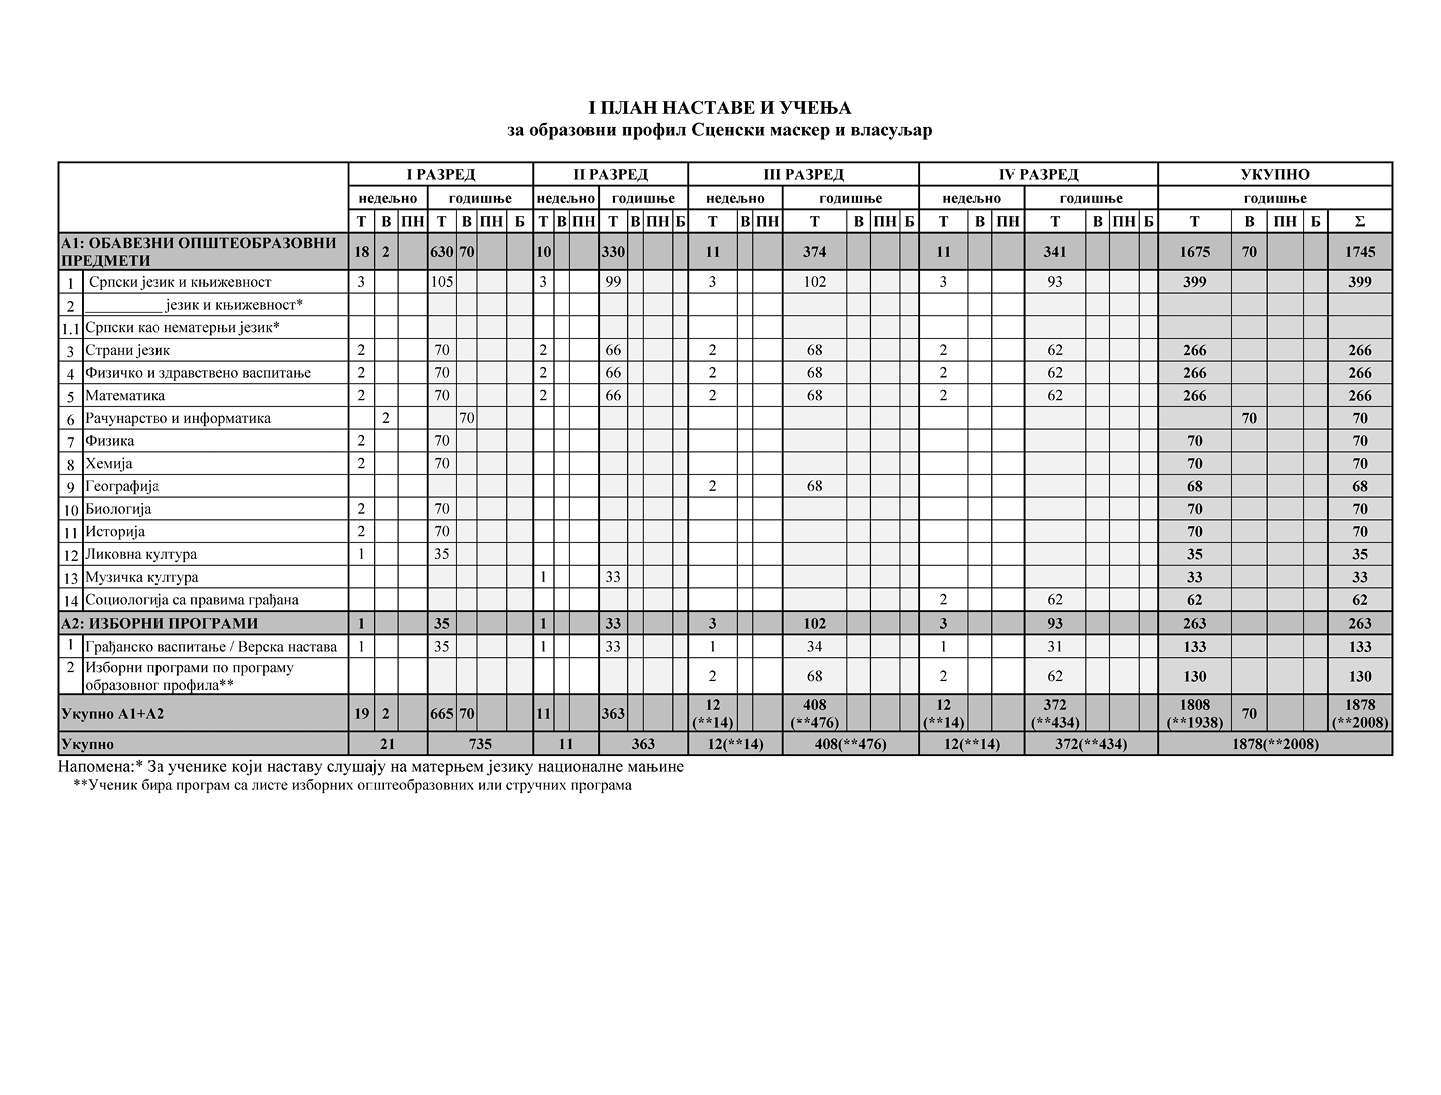 I ПЛАН НАСТАВЕ И УЧЕЊА
за образовни профил Сценски маскер и власуљар
I РАЗРЕД II РАЗРЕД III РАЗРЕД IV РАЗРЕД УКУПНО
недељно годишње недељно годишње недељно годишње недељно годишње годишње
Т В ПН Т В ПН Б Т В ПН Т В ПН Б Т В ПН Т В ПН Б Т В ПН Т В ПН Б Т В ПН Б Σ
А1: ОБАВЕЗНИ ОПШТЕОБРАЗОВНИ
ПРЕДМЕТИ 18 2 630 70 10 330 11 374 11 341 1675 70 1745
1 Српски језик и књижевност 3 105 3 99 3 102 3 93 399 399
2 ___________ језик и књижевност*
1.1 Српски као нематерњи језик*
3 Страни језик 2 70 2 66 2 68 2 62 266 266
4 Физичко и здравствено васпитање 2 70 2 66 2 68 2 62 266 266
5 Математика 2 70 2 66 2 68 2 62 266 266
6 Рачунарство и информатика 2 70 70 70
7 Физика 2 70 70 70
8 Хемија 2 70 70 70
9 Географија 2 68 68 68
10 Биологија 2 70 70 70
11 Историја 2 70 70 70
12 Ликовна култура 1 35 35 35
13 Музичка култура 1 33 33 33
14 Социологија са правима грађана 2 62 62 62
А2: ИЗБОРНИ ПРОГРАМИ 1 35 1 33 3 102 3 93 263 263
1 Грађанско васпитање / Верска настава 1 35 1 33 1 34 1 31 133 133
2 Изборни програми по програму
образовног профила** 2 68 2 62 130 130
Укупно А1+А2 19 2 665 70 11 363 12 408 12 372 1808 70 1878
(**14) (**476) (**14) (**434) (**1938) (**2008)
Укупно 21 735 11 363 12(**14) 408(**476) 12(**14) 372(**434) 1878(**2008)
Напомена:* За ученике који наставу слушају на матерњем језику националне мањине
**Ученик бира програм са листе изборних општеобразовних или стручних програма